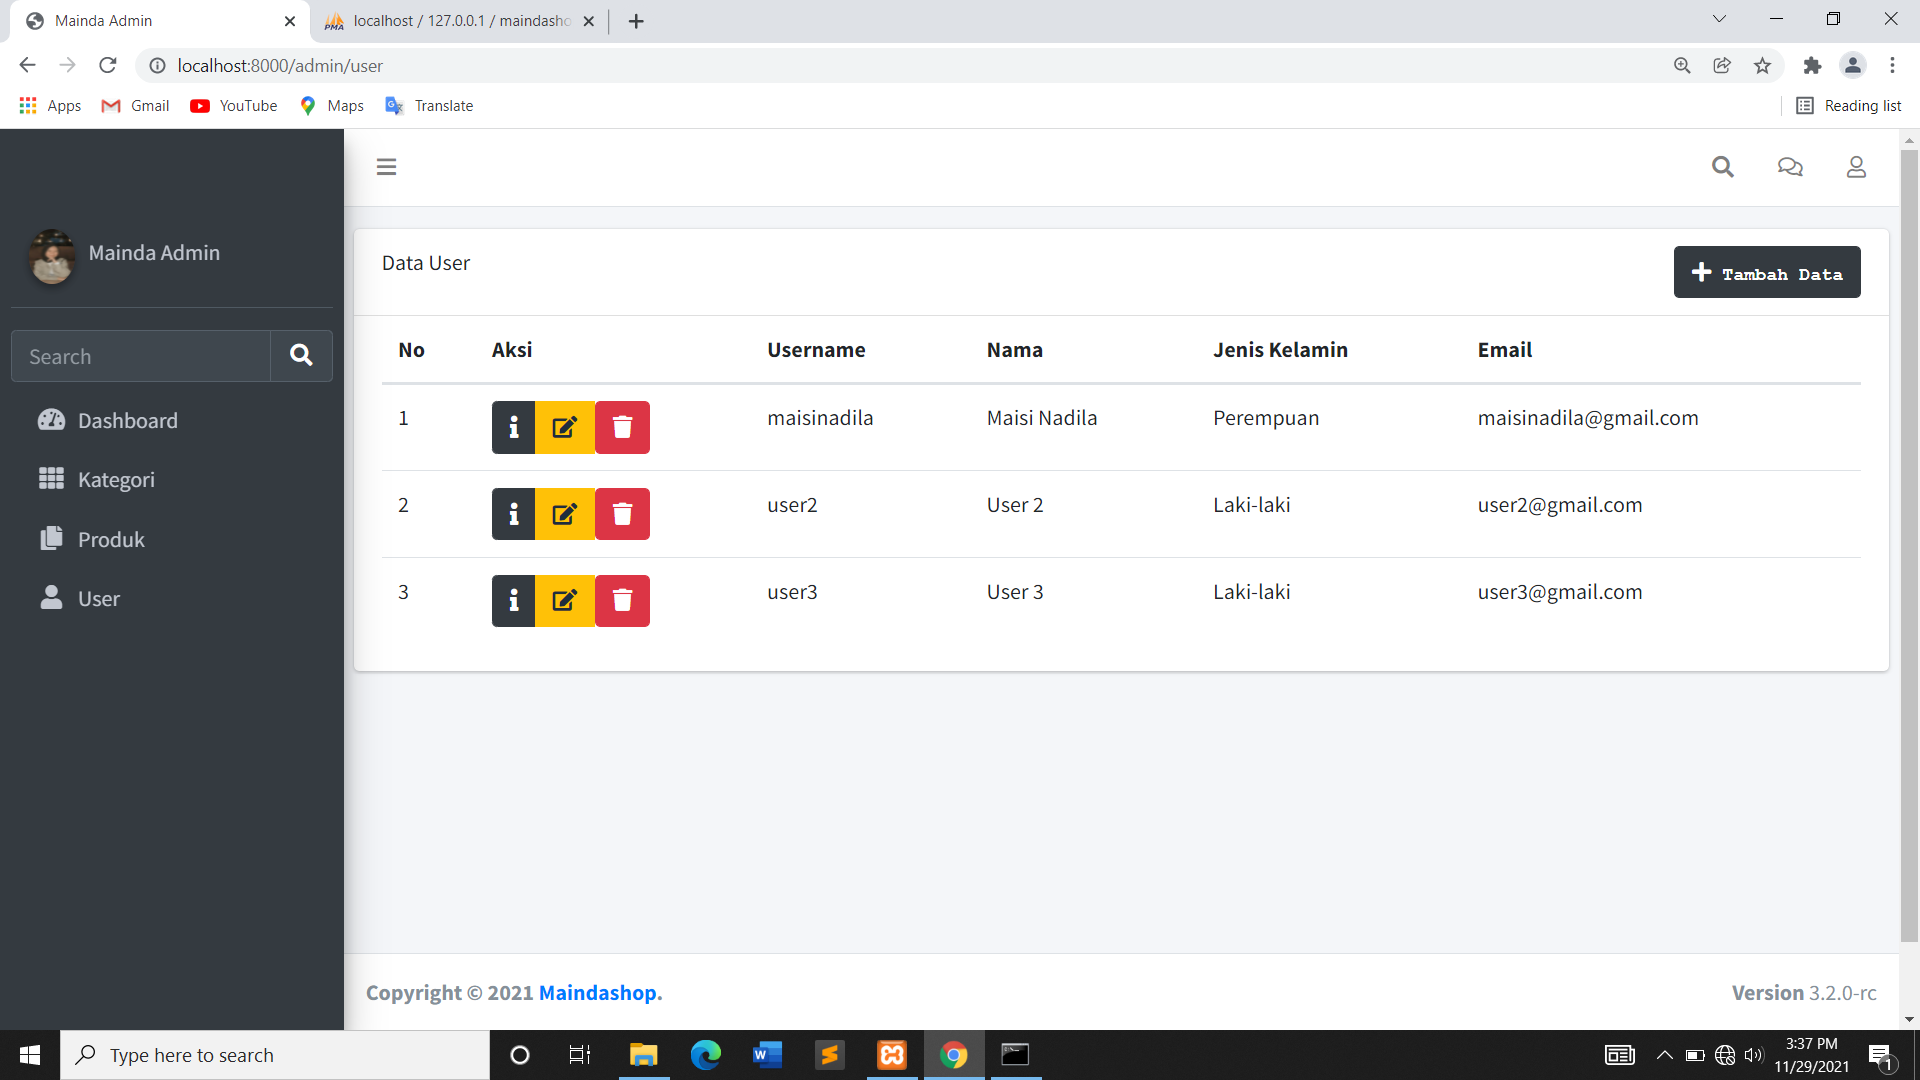 Mainda Admin
localhost / 127.0.0.1 / maindasho
localhost:8000/admin/user
Apps
Gmail
YouTube
Maps
Translate
Reading list
Mainda Admin
Search
Dashboard
Kategori
Produk
User
Data User
Tambah Data
No Aksi Username Nama Jenis Kelamin Email
1 maisinadila Maisi Nadila Perempuan maisinadila@gmail.com
2 user2 User 2 Laki-laki user2@gmail.com
3 user3 User 3 Laki-laki user3@gmail.com
Copyright © 2021 Maindashop.
Version 3.2.0-rc
Type here to search
3:37 PM
11/29/2021
1